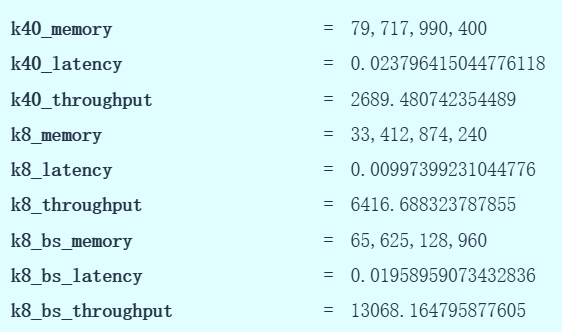 k40_memory = 79,717,990,400
k40_latency = 0.023796415044776118
k40_throughput = 2689.480742354489
k8_memory = 33,412,874,240
k8_latency = 0.00997399231044776
k8_throughput = 6416.688323787855
k8_bs_memory = 65,625,128,960
k8_bs_latency = 0.01958959073432836
k8_bs_throughput = 13068.164795877605